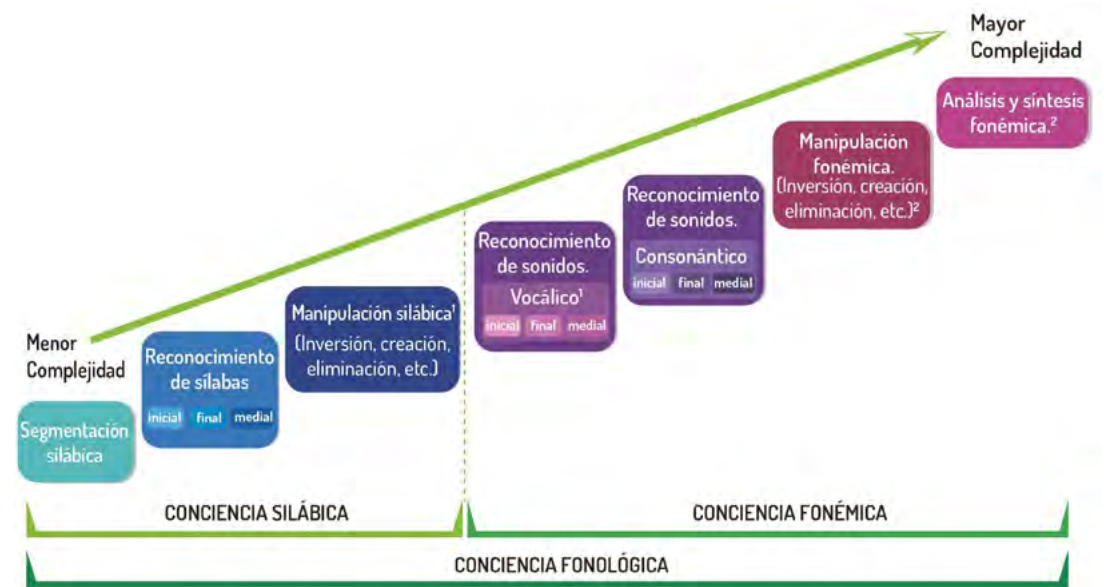 Mayor
Complejidad
Análisis y síntesis
fonémica.²
Manipulación
fonémica.
(Inversión, creación,
eliminación, etc.)²
Reconocimiento
de sonidos.
Consonántico
inicial final medial
Reconocimiento
de sonidos.
Vocálico¹
inicial final medial
Manipulación silábica¹
(Inversión, creación,
eliminación, etc.)
Menor
Complejidad
Reconocimiento
de sílabas
inicial final medial
Segmentación
silábica
CONCIENCIA SILÁBICA
CONCIENCIA FONÉMICA
CONCIENCIA FONOLÓGICA